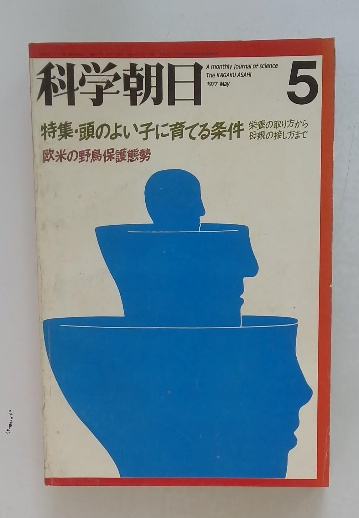 科学朝日
A monthly journal of science
The KAGAKU ASAHI
1977 May
5
特集・頭のよい子に育てる条件
栄養の取り方から
母親の接し方まで
欧米の野鳥保護態勢